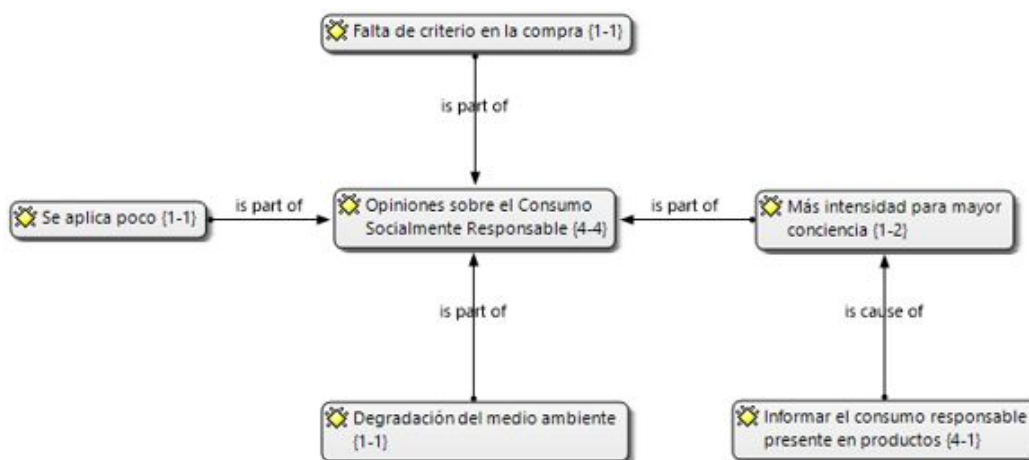 Falta de criterio en la compra {1-1}
is part of
Se aplica poco {1-1}
is part of
Opiniones sobre el Consumo
Socialmente Responsable {4-4}
is part of
Más intensidad para mayor
conciencia {1-2}
is part of
is cause of
Degradación del medio ambiente
{1-1}
Informar el consumo responsable
presente en productos {4-1}